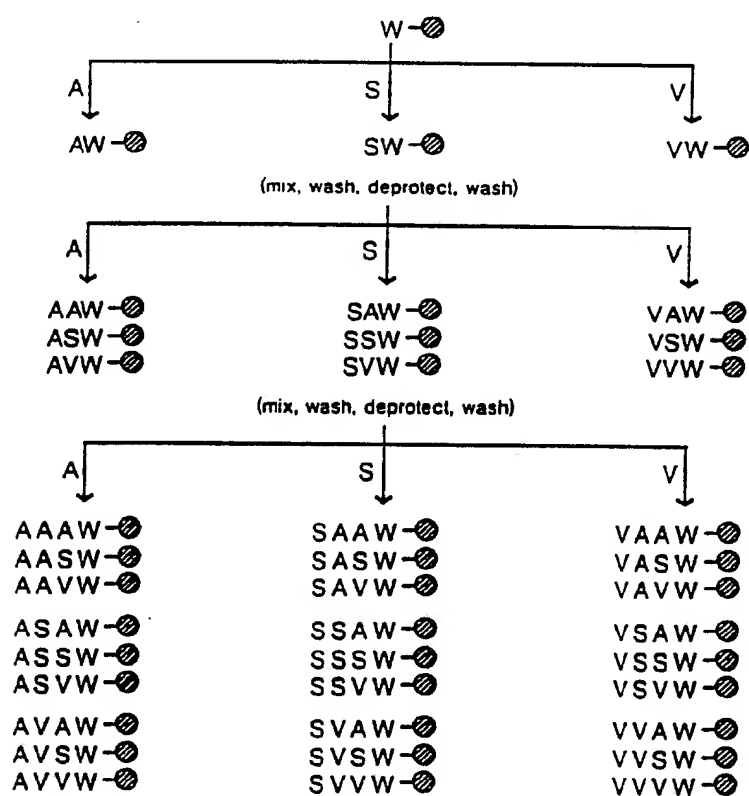 W
A S V
AW SW VW
(mix, wash, deprotect, wash)
A S V
AAW SAW VAW
ASW SSW VSW
AVW SVW VVW
(mix, wash, deprotect, wash)
A S V
AAAW SAAW VAAW
AASW SASW VASW
AAVW SAVW VAVW
ASAW SSAW VSAW
ASSW SSSW VSSW
ASVW SSVW VSVW
AVAW SVAW VVAW
AVSW SVSW VVSW
AVVW SVVW VVVW